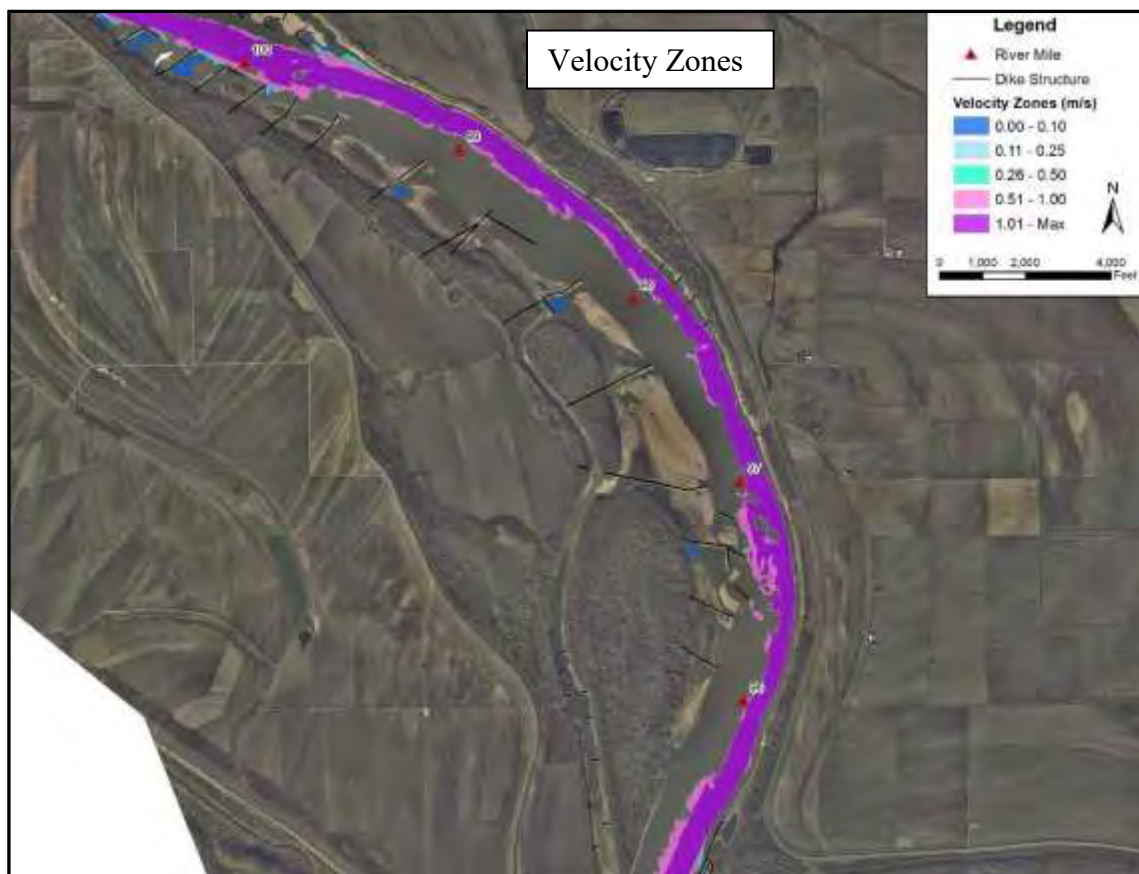 Velocity Zones
Legend
River Mile
Dike Structure
Velocity Zones (m/s)
0.00 - 0.10
0.11 - 0.25
0.26 - 0.50
0.51 - 1.00
1.01 - Max
N
0 1,000 2,000 4,000
Feet
100